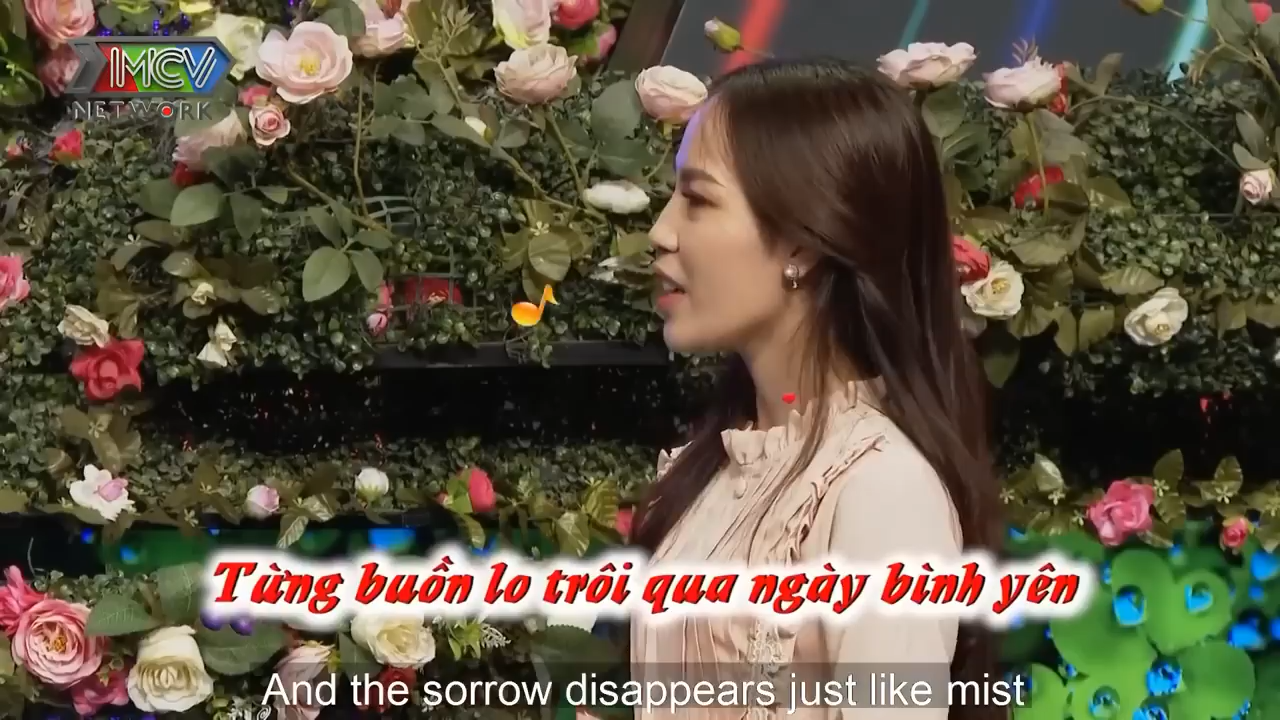 MCV
NETWORK
Từng buồn lo trôi qua ngày bình yên
And the sorrow disappears just like mist